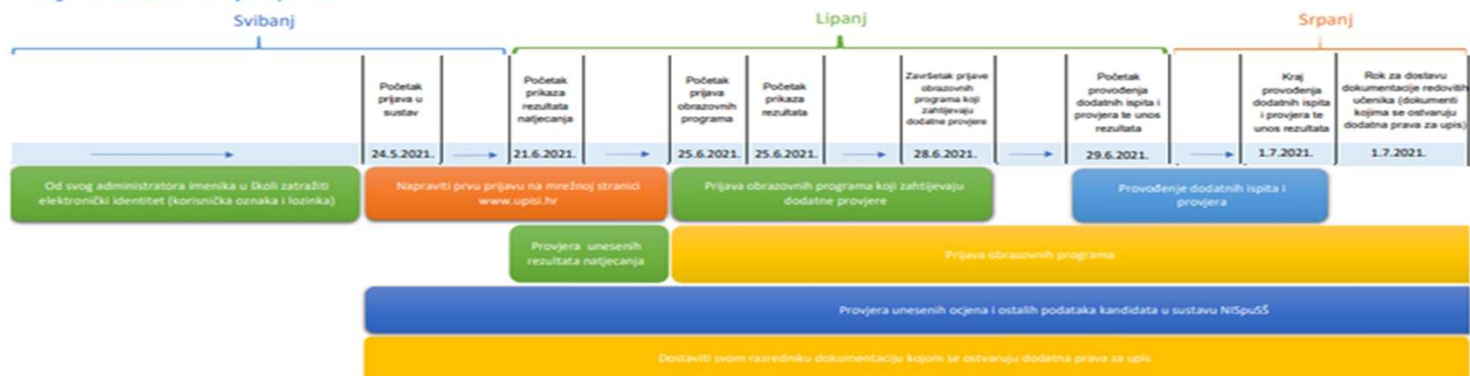 Svibanj
Lipanj
Srpanj
Početak
prijava u
sustav
Početak
prikaza
rezultata
natjecanja
Početak
prijava
obrazovnih
programa
Početak
prikaza
rezultata
Završetak prijave
obrazovnih
programa koji
zahtijevaju
dodatne provjere
Početak
provođenja
dodatnih ispita i
provjera te unos
rezultata
Kraj
provođenja
dodatnih ispita
i provjera te
unos rezultata
Rok za dostavu
dokumentacije redovitih
učenika (dokumenti
kojima se ostvaruju
dodatna prava za upis)
24.5.2021.
21.6.2021.
25.6.2021.
25.6.2021.
28.6.2021.
29.6.2021.
1.7.2021.
1.7.2021.
Od svog administratora imenika u školi zatražiti
elektronički identitet (korisnička oznaka i lozinka)
Napraviti prvu prijavu na mrežnoj stranici
www.upisi.hr
Prijava obrazovnih programa koji zahtijevaju
dodatne provjere
Provođenje dodatnih ispita i
provjera
Provjera unesenih
rezultata natjecanja
Prijava obrazovnih programa
Provjera unesenih ocjena i ostalih podataka kandidata u sustavu NISpuSŠ
Dostaviti svom razredniku dokumentaciju kojom se ostvaruju dodatna prava za upis